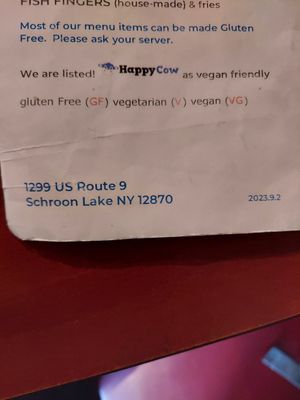 FISH FINGERS (house-made) & fries
Most of our menu items can be made Gluten
Free. Please ask your server.
We are listed! HappyCow as vegan friendly
gluten Free (GF) vegetarian (V) vegan (VG)
1299 US Route 9
Schroon Lake NY 12870
2023.9.2